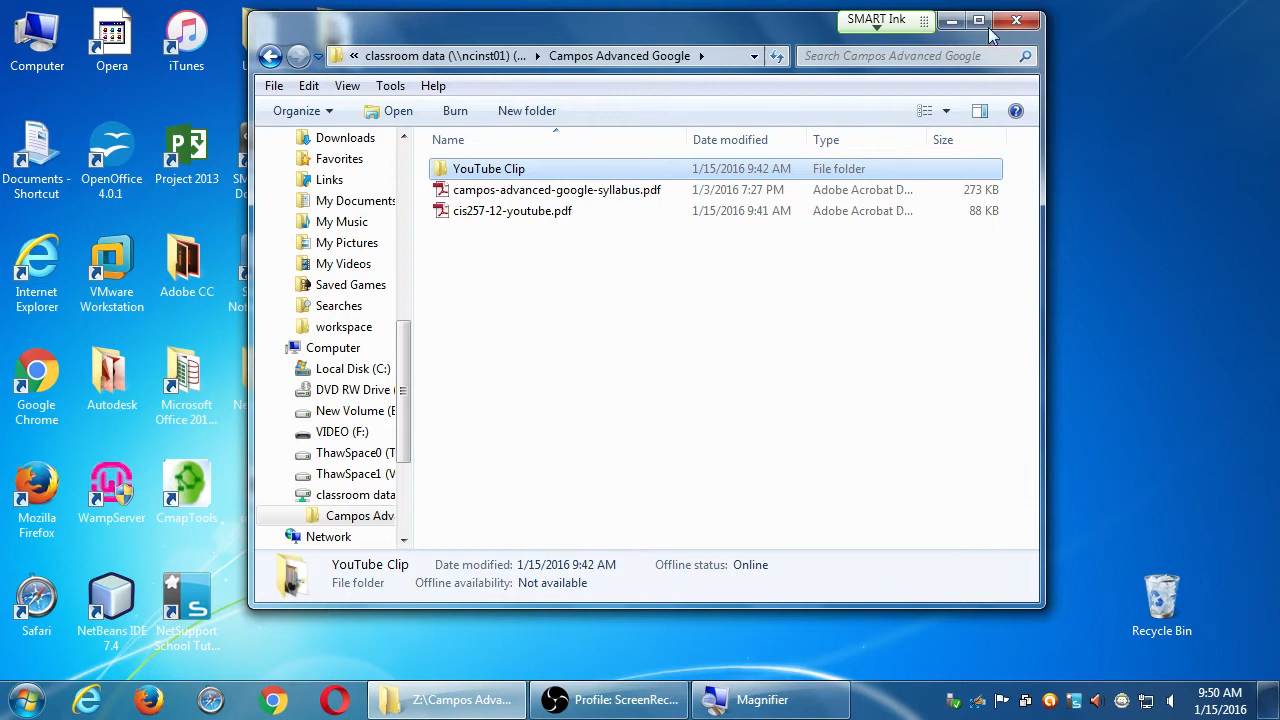 SMART Ink
Computer
Opera
iTunes
« classroom data (\\ncinst01) (... ▸ Campos Advanced Google ▸
Search Campos Advanced Google
File Edit View Tools Help
Organize Open Burn New folder
Name Date modified Type Size
YouTube Clip 1/15/2016 9:42 AM File folder
campos-advanced-google-syllabus.pdf 1/3/2016 7:27 PM Adobe Acrobat D... 273 KB
cis257-12-youtube.pdf 1/15/2016 9:41 AM Adobe Acrobat D... 88 KB
Downloads
Favorites
Links
My Documents
My Music
My Pictures
My Videos
Saved Games
Searches
workspace
Computer
Local Disk (C:)
DVD RW Drive (
New Volume (E
VIDEO (F:)
ThawSpace0 (T
ThawSpace1 (V
classroom data
Campos Adv
Network
YouTube Clip Date modified: 1/15/2016 9:42 AM Offline status: Online
File folder Offline availability: Not available
Documents -
Shortcut
OpenOffice
4.0.1
Project 2013
Internet
Explorer
VMware
Workstation
Adobe CC
Google
Chrome
Autodesk
Microsoft
Office 201...
Mozilla
Firefox
WampServer
CmapTools
Safari
NetBeans IDE
7.4
NetSupport
School Tut...
Recycle Bin
Z:\Campos Adva...
Profile: ScreenRec...
Magnifier
9:50 AM
1/15/2016